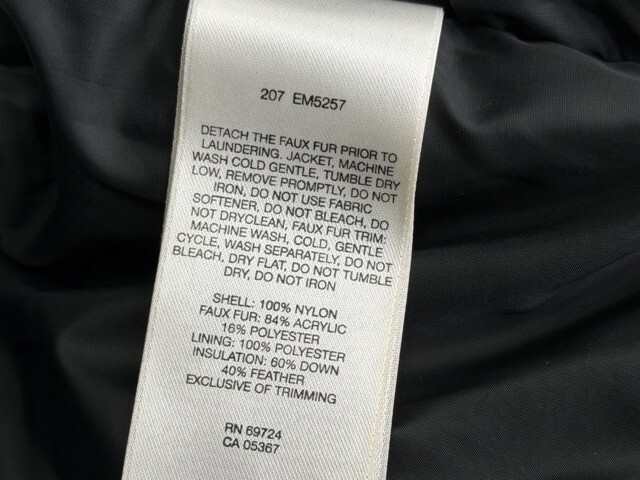 207 EM5257
DETACH THE FAUX FUR PRIOR TO
LAUNDERING. JACKET, MACHINE
WASH COLD GENTLE, TUMBLE DRY
LOW, REMOVE PROMPTLY, DO NOT
IRON, DO NOT USE FABRIC
SOFTENER, DO NOT BLEACH, DO
NOT DRYCLEAN, FAUX FUR TRIM:
MACHINE WASH, COLD, GENTLE
CYCLE, WASH SEPARATELY, DO NOT
BLEACH, DRY FLAT, DO NOT TUMBLE
DRY, DO NOT IRON
SHELL: 100% NYLON
FAUX FUR: 84% ACRYLIC
16% POLYESTER
LINING: 100% POLYESTER
INSULATION: 60% DOWN
40% FEATHER
EXCLUSIVE OF TRIMMING
RN 69724
CA 05367